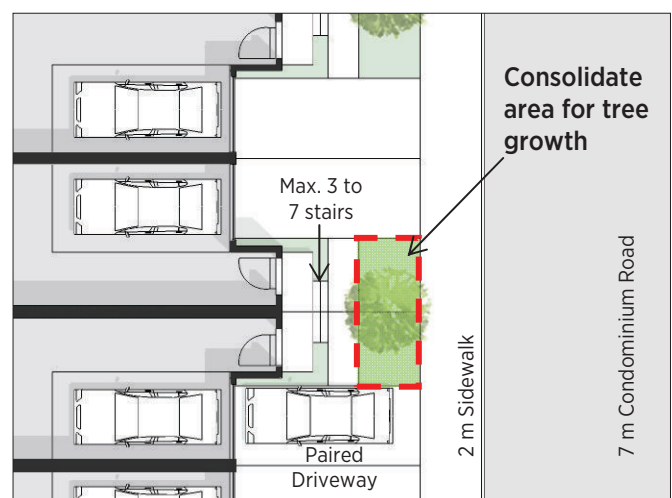 Consolidate
area for tree
growth
Max. 3 to
7 stairs
2 m Sidewalk
7 m Condominium Road
Paired
Driveway